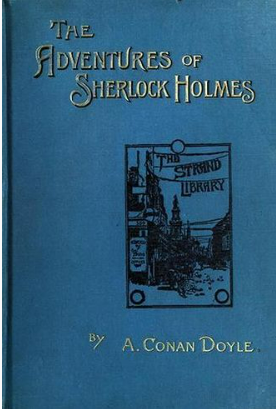 THE
ADVENTURES OF
SHERLOCK HOLMES
THE
STRAND
LIBRARY
BY A. CONAN DOYLE